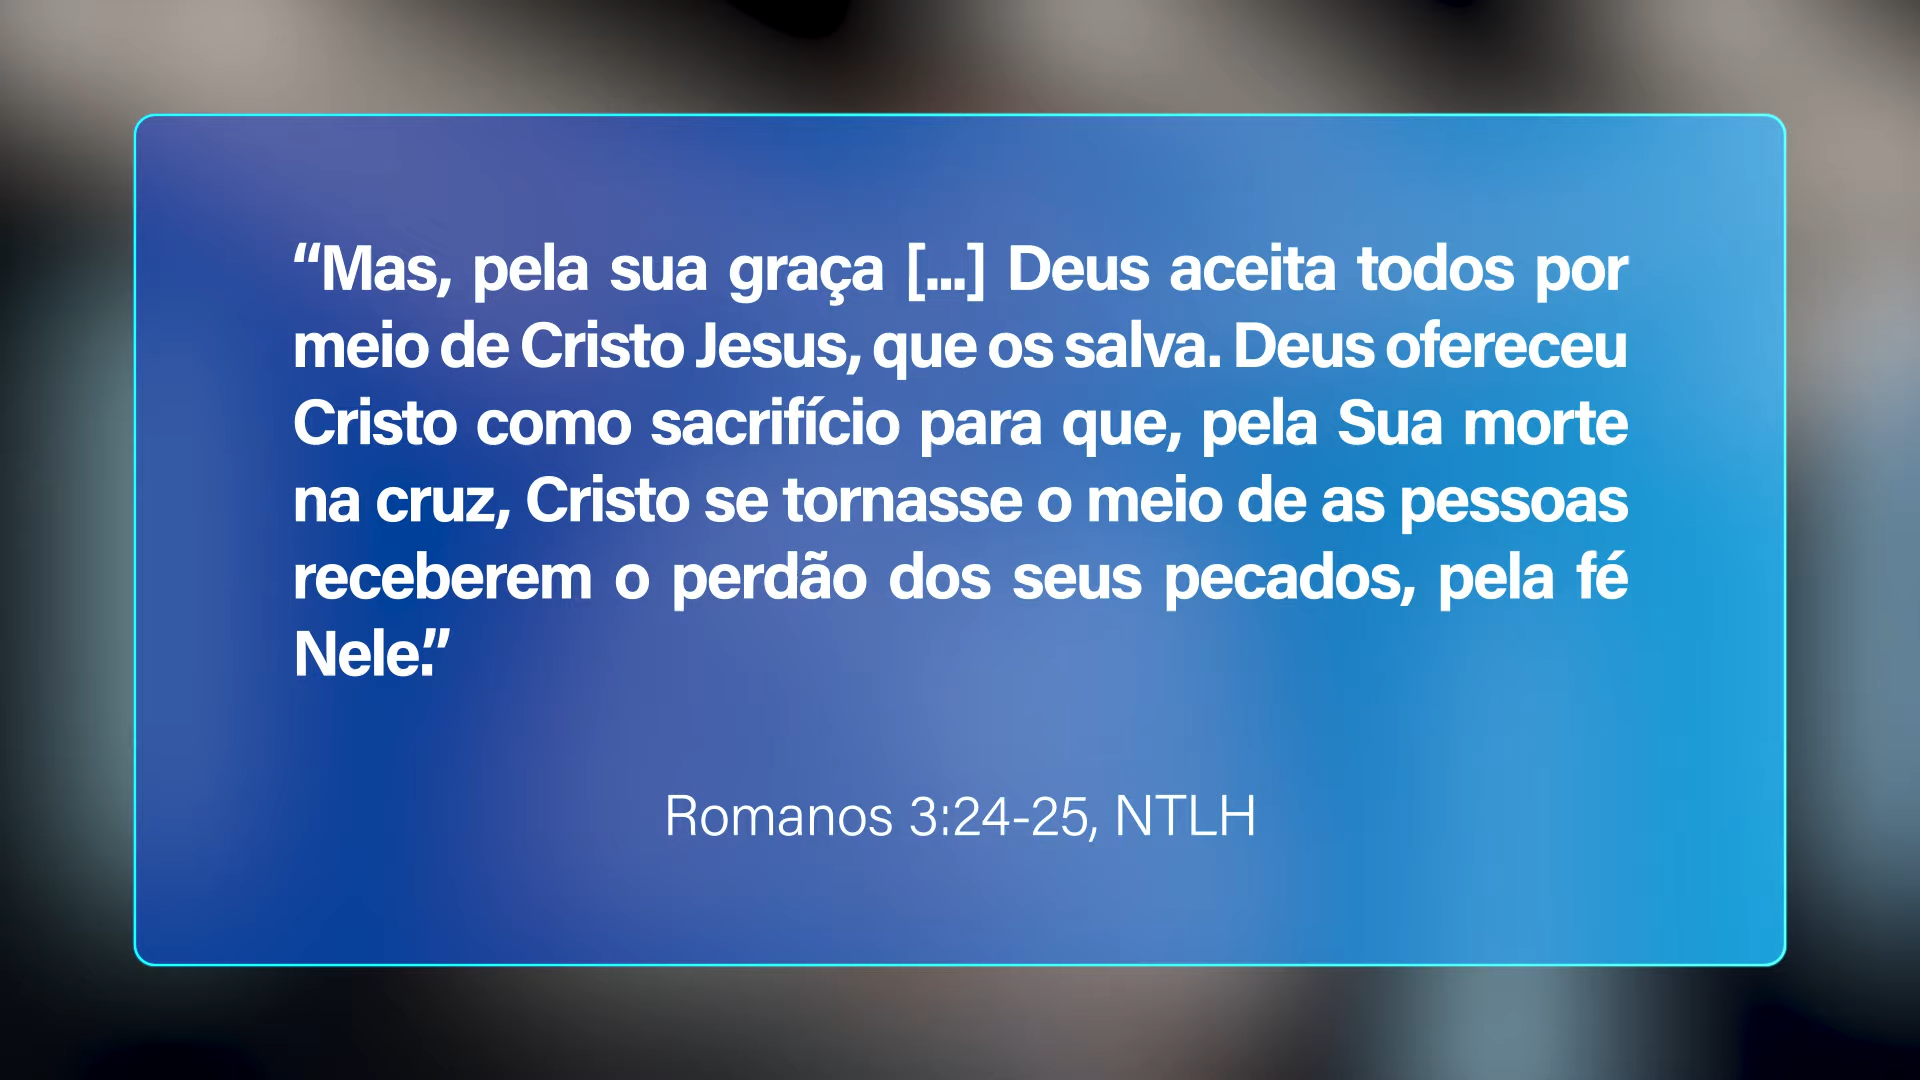 “Mas, pela sua graça [...] Deus aceita todos por
meio de Cristo Jesus, que os salva. Deus ofereceu
Cristo como sacrifício para que, pela Sua morte
na cruz, Cristo se tornasse o meio de as pessoas
receberem o perdão dos seus pecados, pela fé
Nele.”
Romanos 3:24-25, NTLH